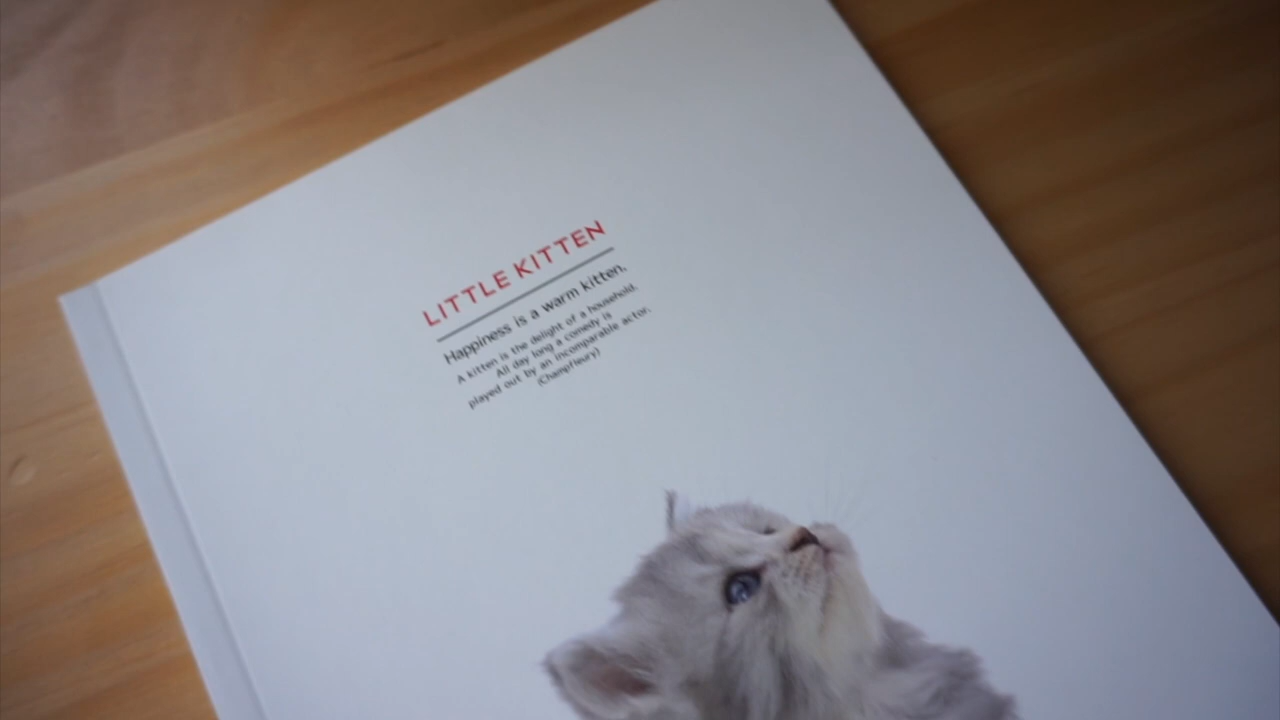 LITTLE KITTEN
Happiness is a warm kitten.
A kitten is the delight of a household.
All day long a comedy is
played out by an incomparable actor.
(Champfleury)